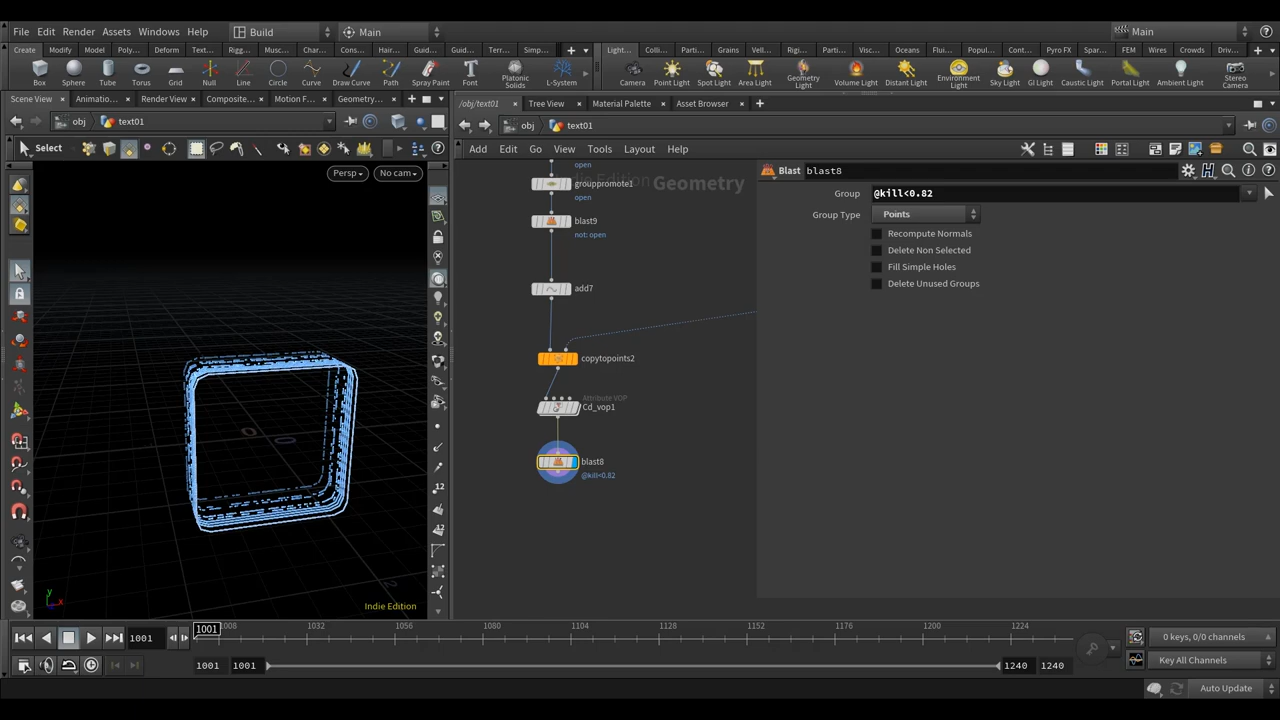 File Edit Render Assets Windows Help Build Main Main
Create Modify Model Poly... Deform Text... Rigg... Musc... Char... Cons... Hair... Guid... Guid... Terr... Simp...
Light... Colli... Parti... Grains Vell... Rigi... Parti... Visc... Oceans Flui... Popul... Cont... Pyro FX Spar... FEM Wires Crowds Driv...
Box Sphere Tube Torus Grid Null Line Circle Curve Draw Curve Path Spray Paint Font Platonic Solids L-System
Camera Point Light Spot Light Area Light Geometry Light Volume Light Distant Light Environment Light Sky Light GI Light Caustic Light Portal Light Ambient Light Stereo Camera
Scene View Animatio... Render View Composite... Motion F... Geometry...
/obj/text01 Tree View Material Palette Asset Browser
obj text01
obj text01
Select
Add Edit Go View Tools Layout Help
Persp No cam
Indie Edition
Geometry
open
grouppromote1
open
blast9
not: open
add7
copytopoints2
Attribute VOP
Cd_vop1
blast8
@kill<0.82
Blast blast8
Group @kill<0.82
Group Type Points
Recompute Normals
Delete Non Selected
Fill Simple Holes
Delete Unused Groups
12
12
y
x
Indie Edition
1001
1001
1008 1032 1056 1080 1104 1128 1152 1176 1200 1224
0 keys, 0/0 channels
1001 1001 1240 1240
Key All Channels
Auto Update